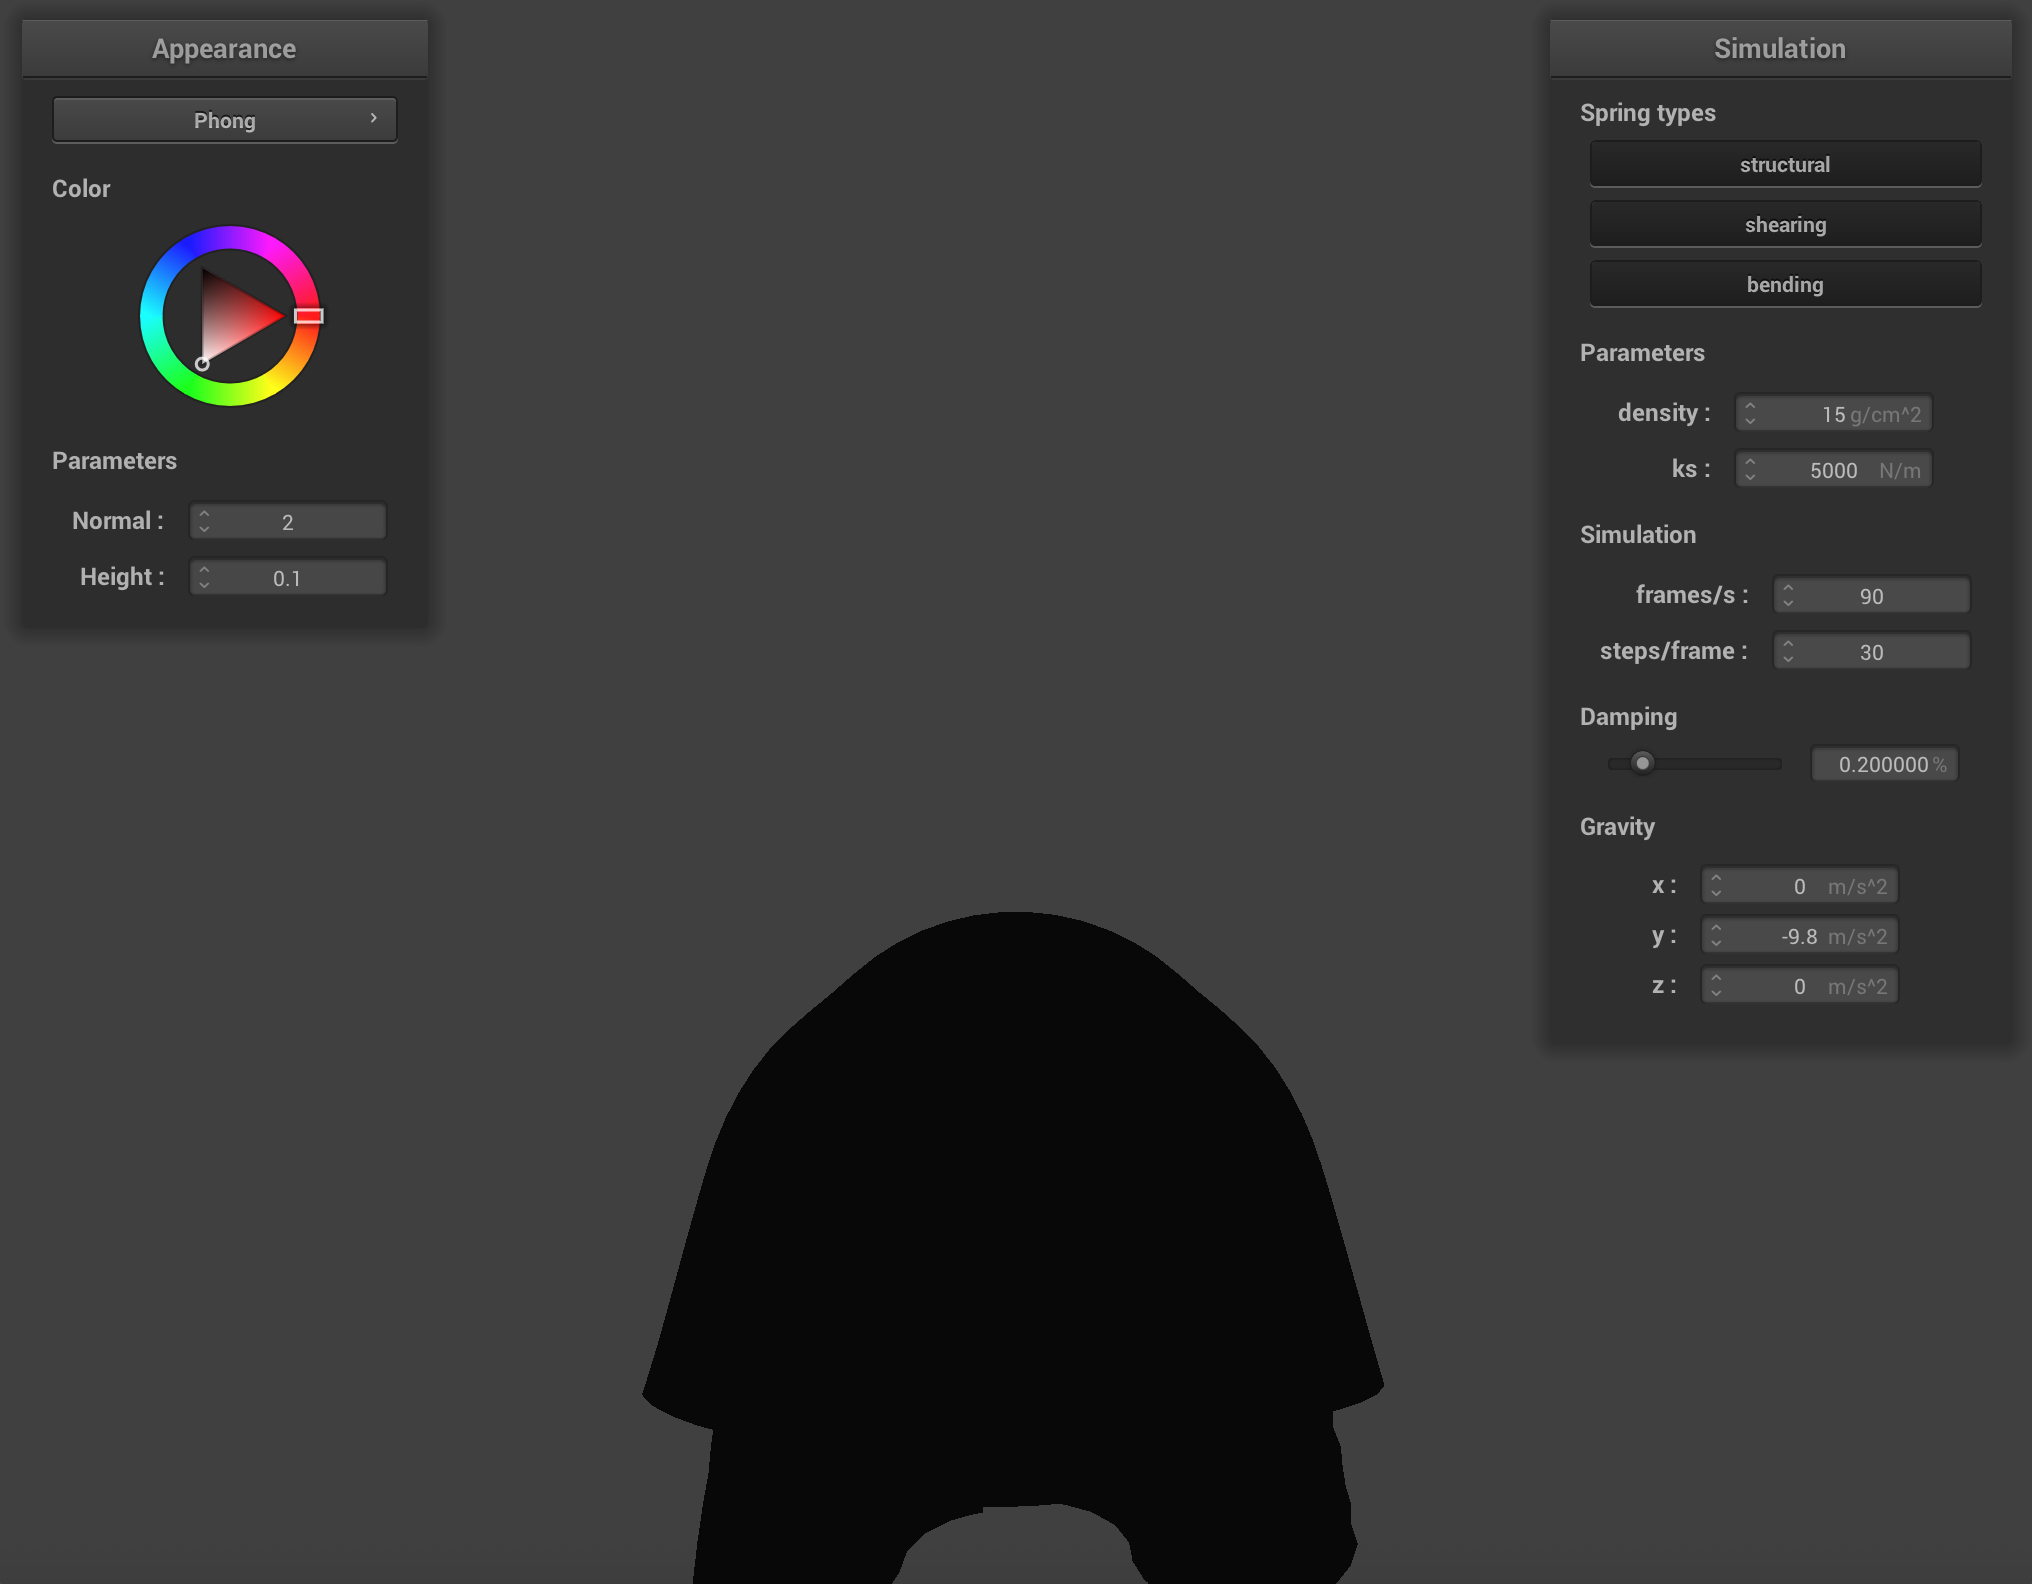 Appearance
Phong
Color
Parameters
Normal : 2
Height : 0.1
Simulation
Spring types
structural
shearing
bending
Parameters
density : 15 g/cm^2
ks : 5000 N/m
Simulation
frames/s : 90
steps/frame : 30
Damping
0.200000 %
Gravity
x : 0 m/s^2
y : -9.8 m/s^2
z : 0 m/s^2